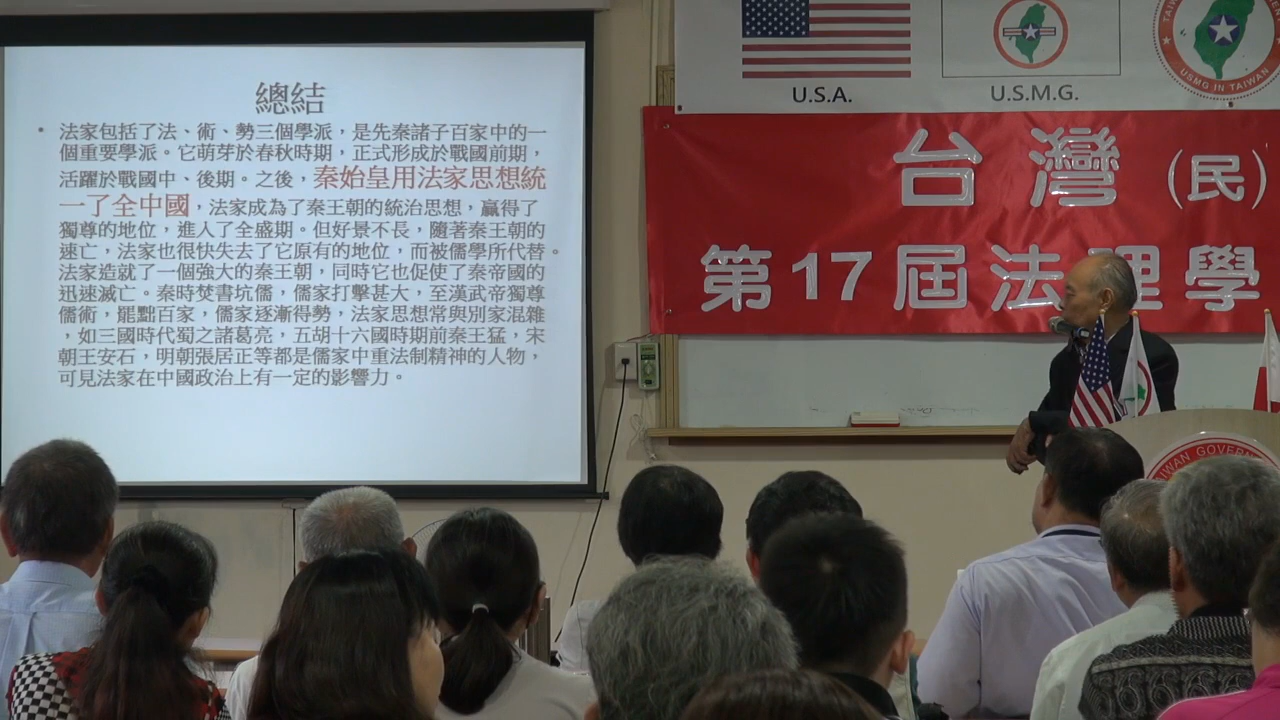 總結
• 法家包括了法、術、勢三個學派，是先秦諸子百家中的一
個重要學派。它萌芽於春秋時期，正式形成於戰國前期，
活躍於戰國中、後期。之後，秦始皇用法家思想統
一了全中國，法家成為了秦王朝的統治思想，贏得了
獨尊的地位，進入了全盛期。但好景不長，隨著秦王朝的
速亡，法家也很快失去了它原有的地位，而被儒學所代替。
法家造就了一個強大的秦王朝，同時它也促使了秦帝國的
迅速滅亡。秦時焚書坑儒，儒家打擊甚大，至漢武帝獨尊
儒術，罷黜百家，儒家逐漸得勢，法家思想常與別家混雜
，如三國時代蜀之諸葛亮，五胡十六國時期前秦王猛，宋
朝王安石，明朝張居正等都是儒家中重法制精神的人物，
可見法家在中國政治上有一定的影響力。
U.S.A.
U.S.M.G.
USMG IN TAIWAN
台灣(民)
第17屆法理學
TAIWAN GOVERN